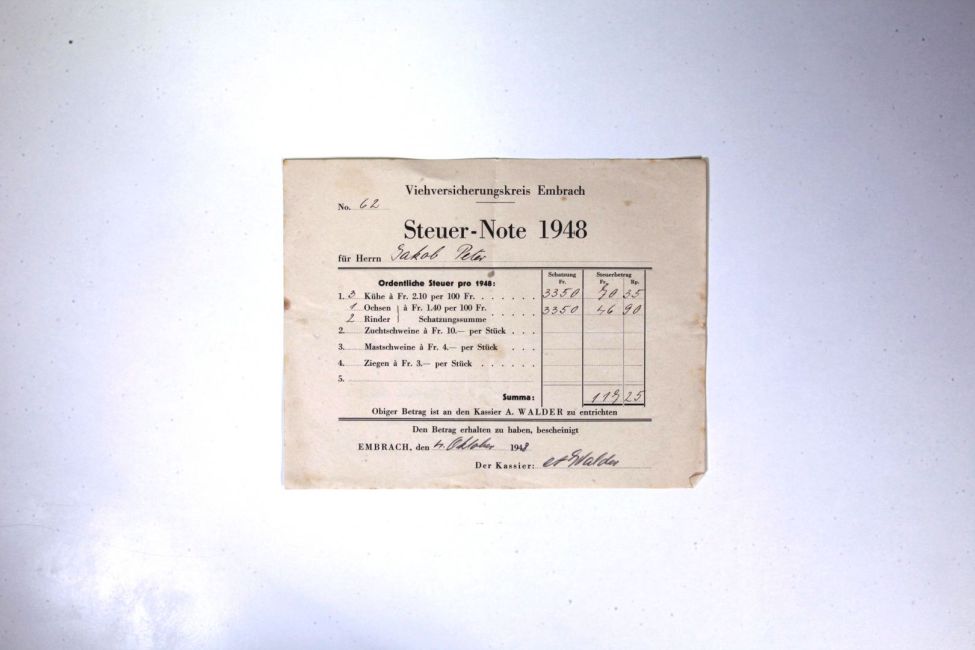 Viehversicherungskreis Embrach
No. 62
Steuer-Note 1948
für Herrn Jakob Peter
Schatzung Steuerbetrag
Ordentliche Steuer pro 1948: Fr. Fr. Rp.
1. 3 Kühe à Fr. 2.10 per 100 Fr. . . . . . . 3350 70 35
1 Ochsen } à Fr. 1.40 per 100 Fr. 3350 46 90
2 Rinder } Schatzungssumme . . . . .
2. Zuchtschweine à Fr. 10.— per Stück . . .
3. Mastschweine à Fr. 4.— per Stück . . .
4. Ziegen à Fr. 3.— per Stück . . . . . .
5.
Summa: 117 25
Obiger Betrag ist an den Kassier A. WALDER zu entrichten
Den Betrag erhalten zu haben, bescheinigt
EMBRACH, den 4. Oktober 1948
Der Kassier: A Walder